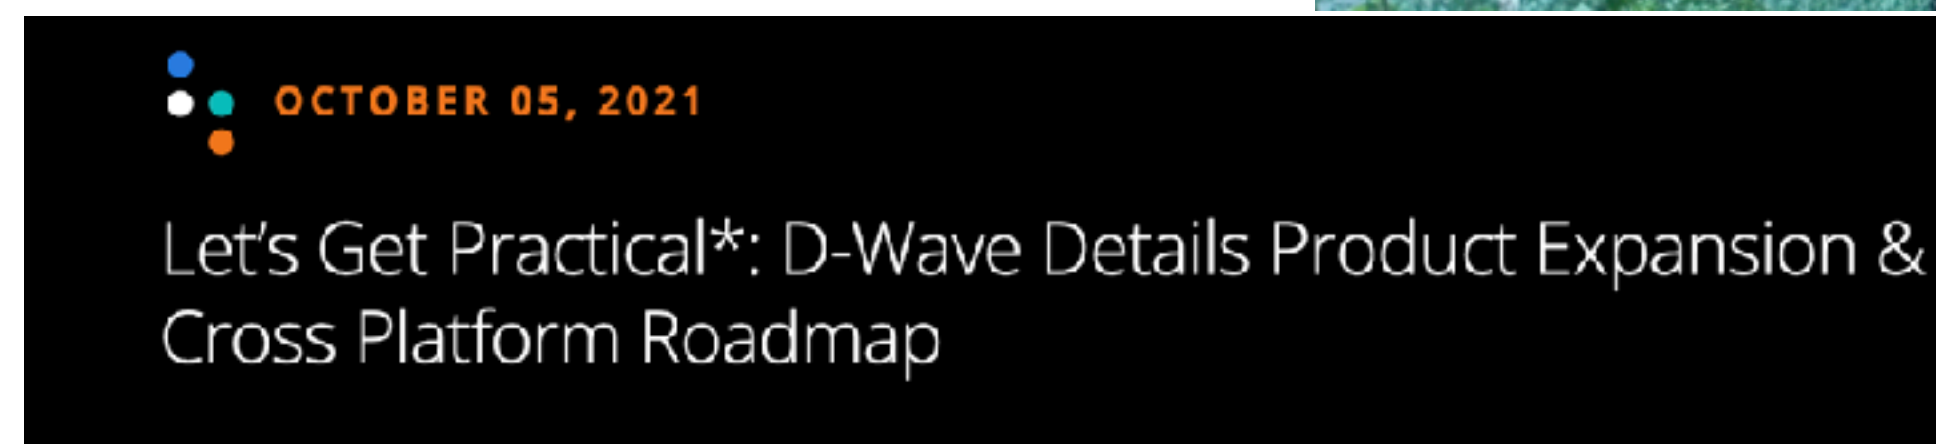 OCTOBER 05, 2021
Let's Get Practical*: D-Wave Details Product Expansion &
Cross Platform Roadmap